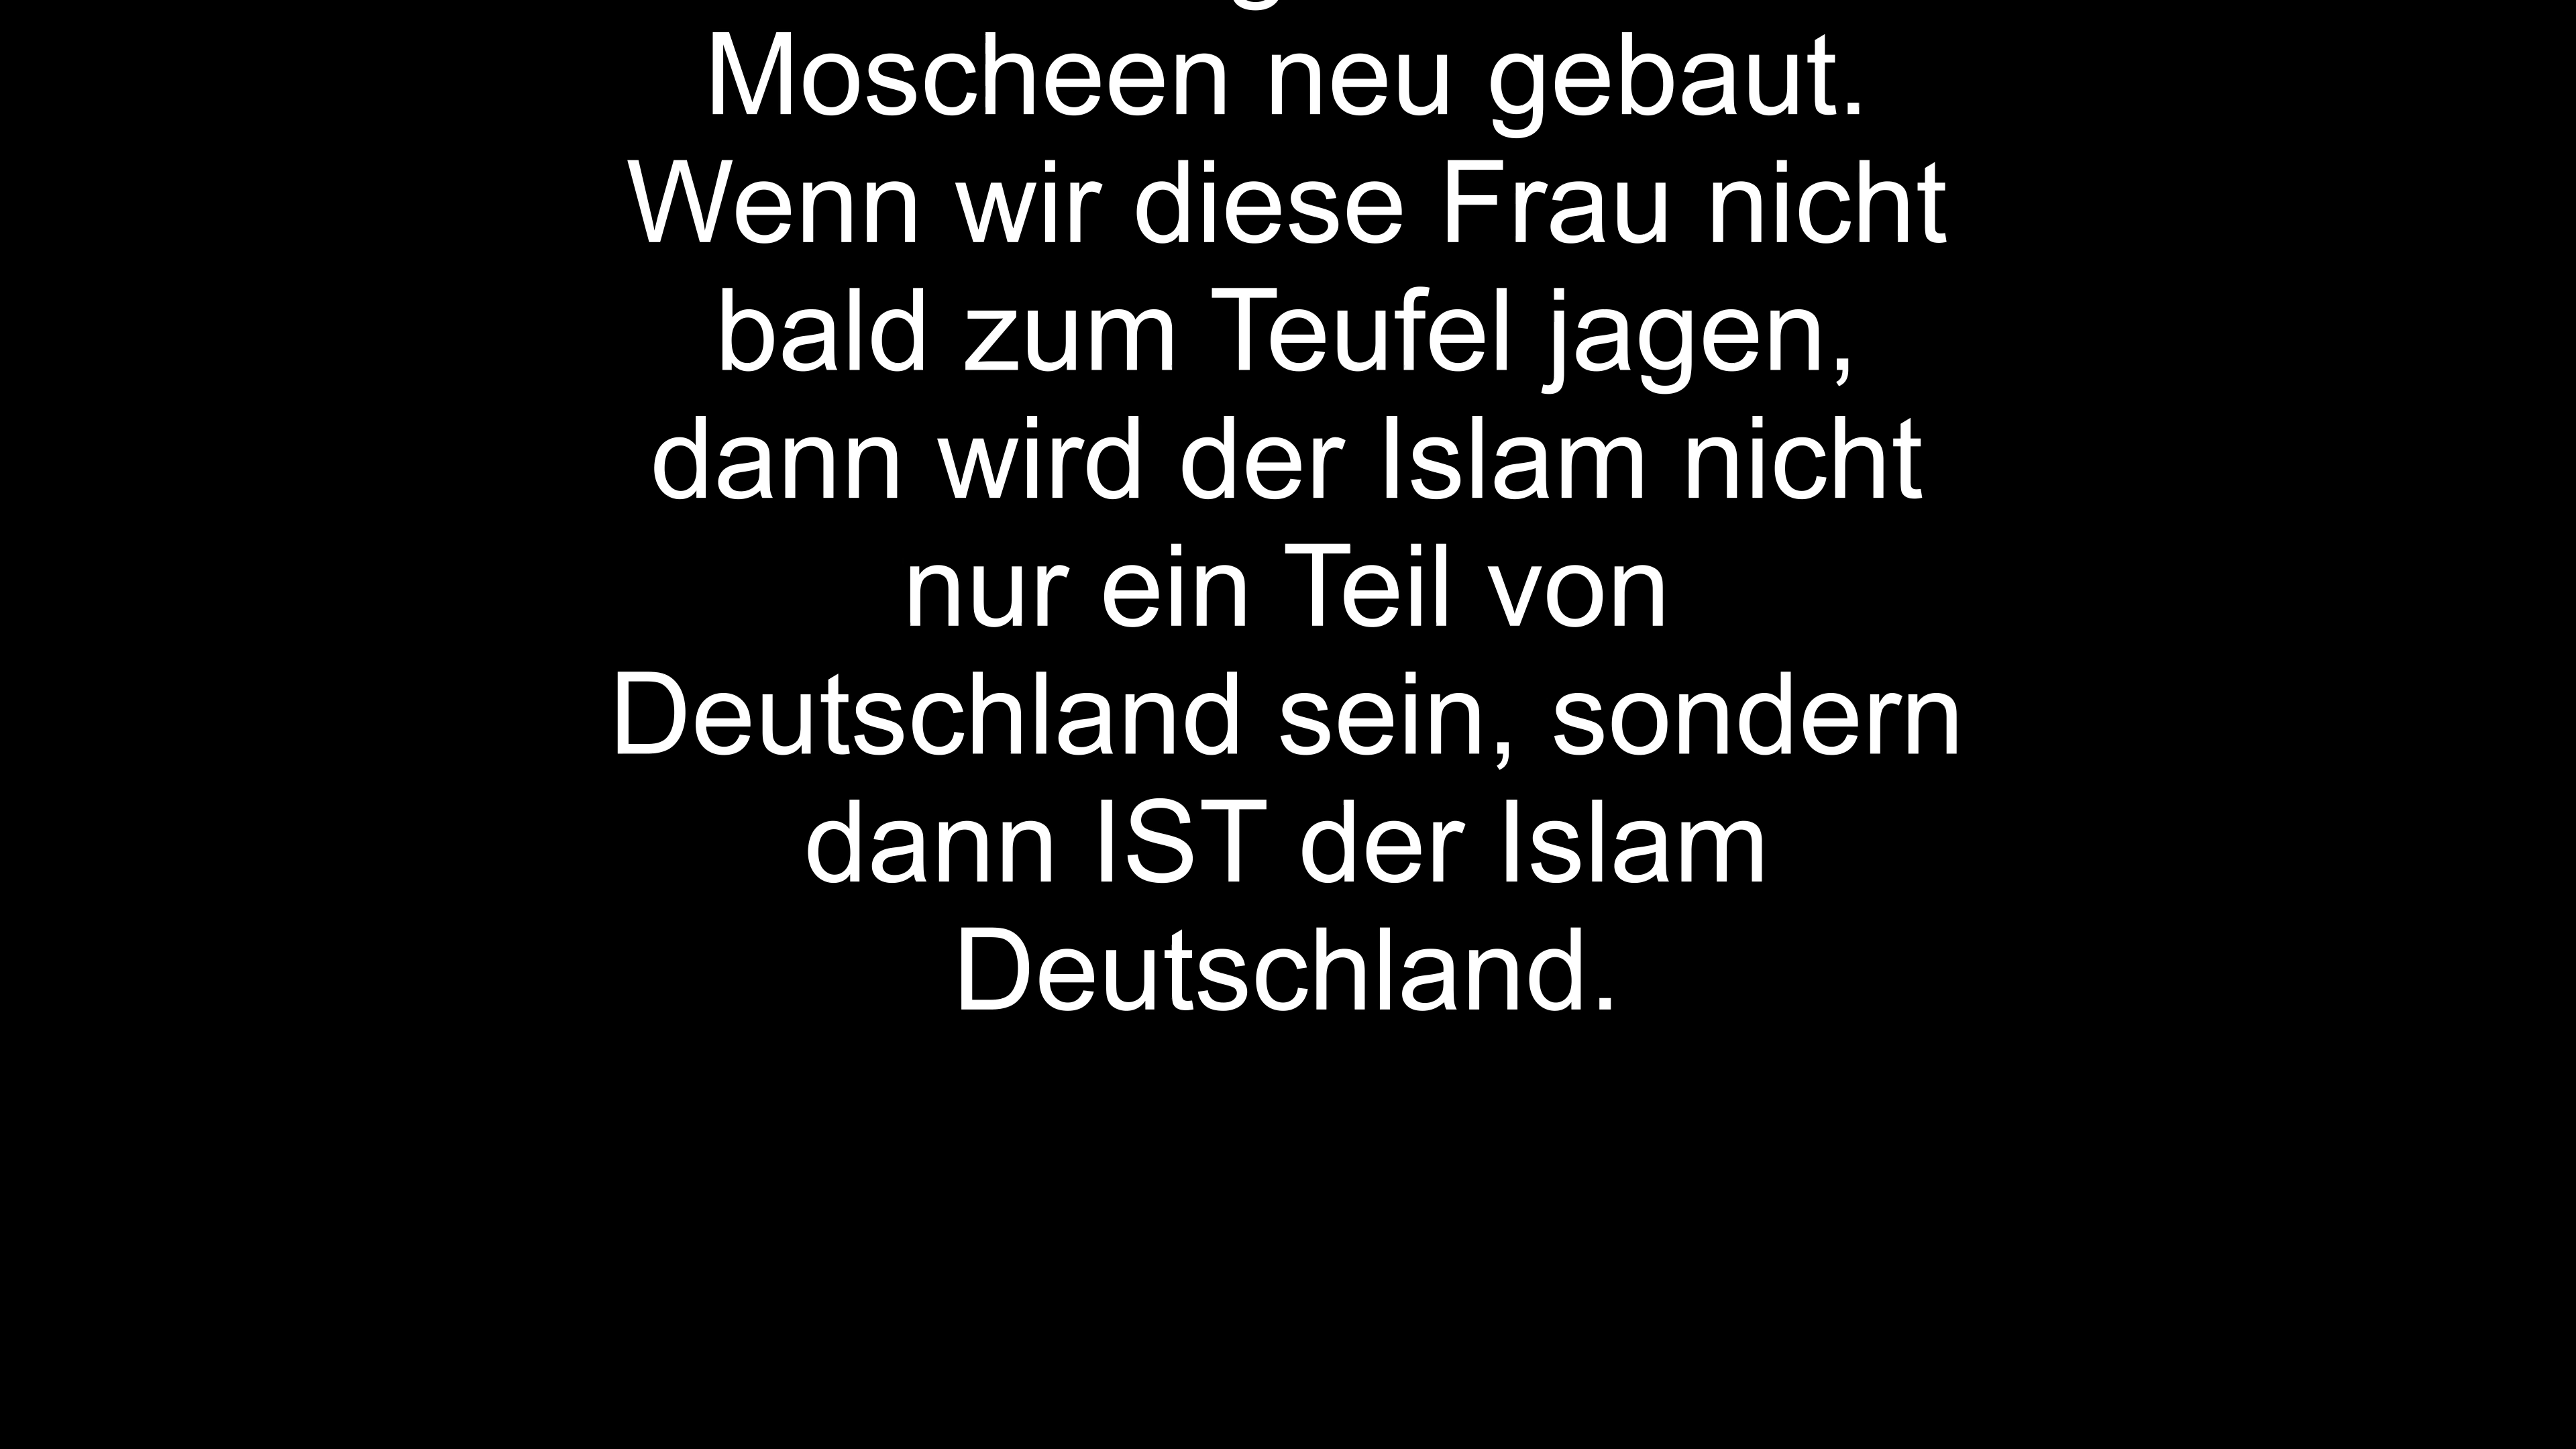 Moscheen neu gebaut.
Wenn wir diese Frau nicht
bald zum Teufel jagen,
dann wird der Islam nicht
nur ein Teil von
Deutschland sein, sondern
dann IST der Islam
Deutschland.